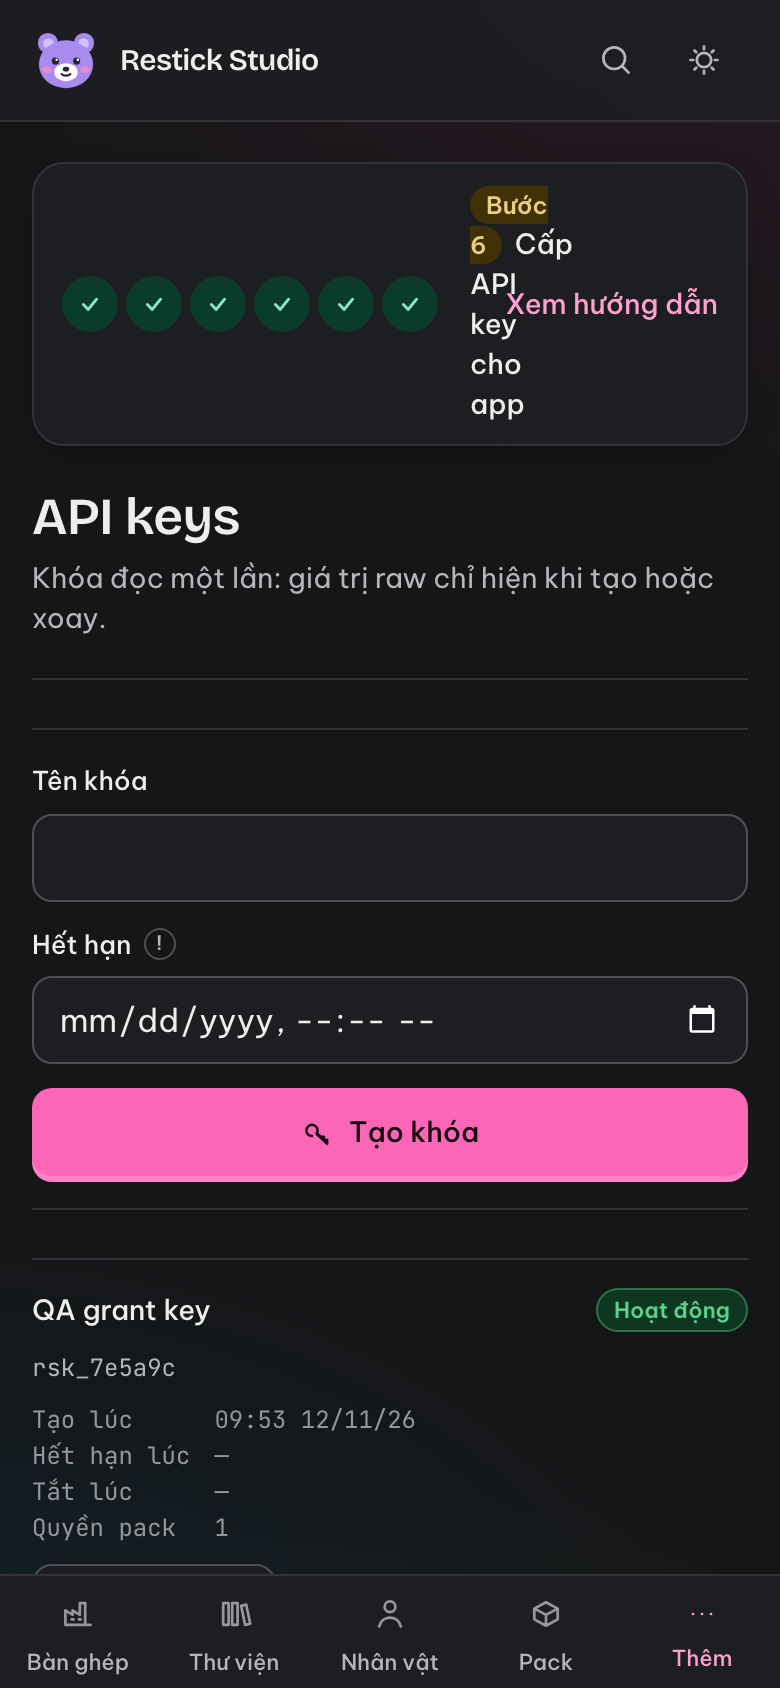 Restick Studio
Bước
6 Cấp
API
key
cho
app
Xem hướng dẫn
API keys
Khóa đọc một lần: giá trị raw chỉ hiện khi tạo hoặc
xoay.
Tên khóa
Hết hạn !
mm/dd/yyyy, --:-- --
Tạo khóa
QA grant key
Hoạt động
rsk_7e5a9c
Tạo lúc 09:53 12/11/26
Hết hạn lúc —
Tắt lúc —
Quyền pack 1
Bàn ghép
Thư viện
Nhân vật
Pack
Thêm